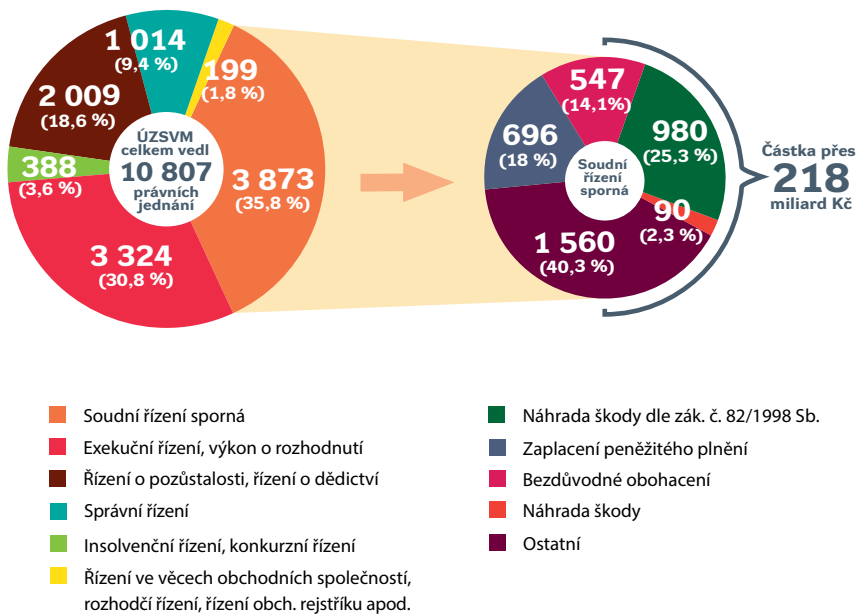 1 014
(9,4 %)
199
(1,8 %)
2 009
(18,6 %)
388
(3,6 %)
ÚZSVM
celkem vedl
10 807
právních
jednání
3 873
(35,8 %)
3 324
(30,8 %)
547
(14,1%)
696
(18 %)
980
(25,3 %)
Soudní
řízení
sporná
90
(2,3 %)
1 560
(40,3 %)
Částka přes
218
miliard Kč
Soudní řízení sporná
Exekuční řízení, výkon o rozhodnutí
Řízení o pozůstalosti, řízení o dědictví
Správní řízení
Insolvenční řízení, konkurzní řízení
Řízení ve věcech obchodních společností,
rozhodčí řízení, řízení obch. rejstříku apod.
Náhrada škody dle zák. č. 82/1998 Sb.
Zaplacení peněžitého plnění
Bezdůvodné obohacení
Náhrada škody
Ostatní